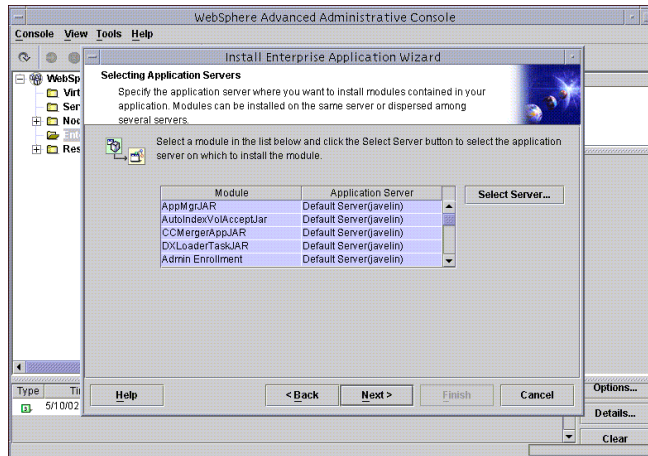 WebSphere Advanced Administrative Console
Console View Tools Help
Install Enterprise Application Wizard
WebSp
Virt
Ser
Noc
Ent
Res
Selecting Application Servers
Specify the application server where you want to install modules contained in your
application. Modules can be installed on the same server or dispersed among
several servers.
Select a module in the list below and click the Select Server button to select the application
server on which to install the module.
Module Application Server
AppMgrJAR Default Server(javelin)
AutoIndexVolAcceptJar Default Server(javelin)
CCMergerAppJAR Default Server(javelin)
DXLoaderTaskJAR Default Server(javelin)
Admin Enrollment Default Server(javelin)
Select Server...
Help <Back Next> Finish Cancel
Type Ti
5/10/02
Options...
Details...
Clear